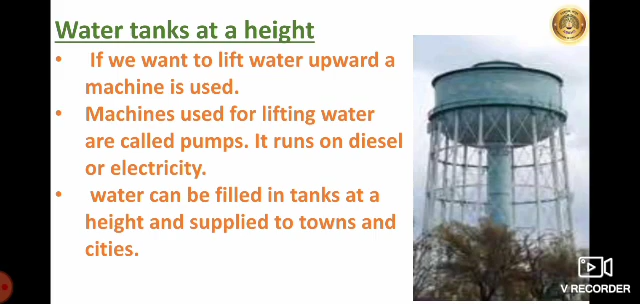 Water tanks at a height
• If we want to lift water upward a
machine is used.
• Machines used for lifting water
are called pumps. It runs on diesel
or electricity.
• water can be filled in tanks at a
height and supplied to towns and
cities.
V RECORDER